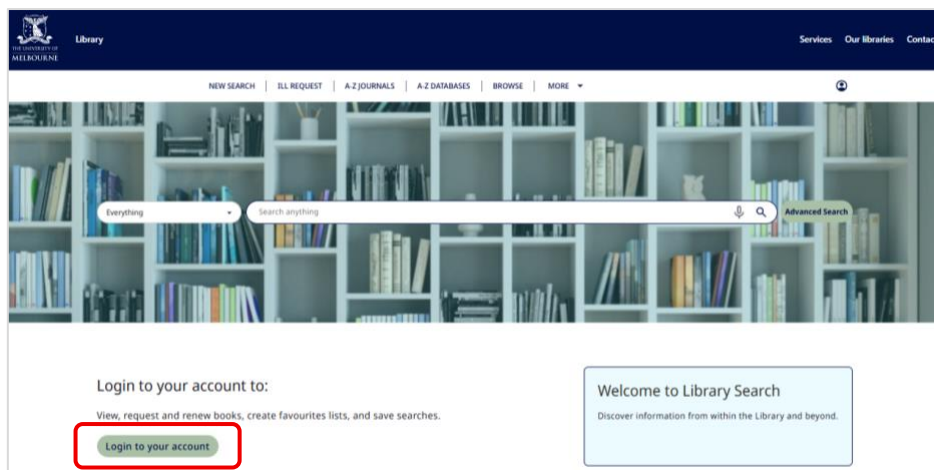 THE UNIVERSITY OF
MELBOURNE
Library
Services Our libraries
NEW SEARCH ILL REQUEST A-Z JOURNALS A-Z DATABASES BROWSE MORE
Everything Search anything Advanced Search
Login to your account to:
View, request and renew books, create favourites lists, and save searches.
Login to your account
Welcome to Library Search
Discover information from within the Library and beyond.